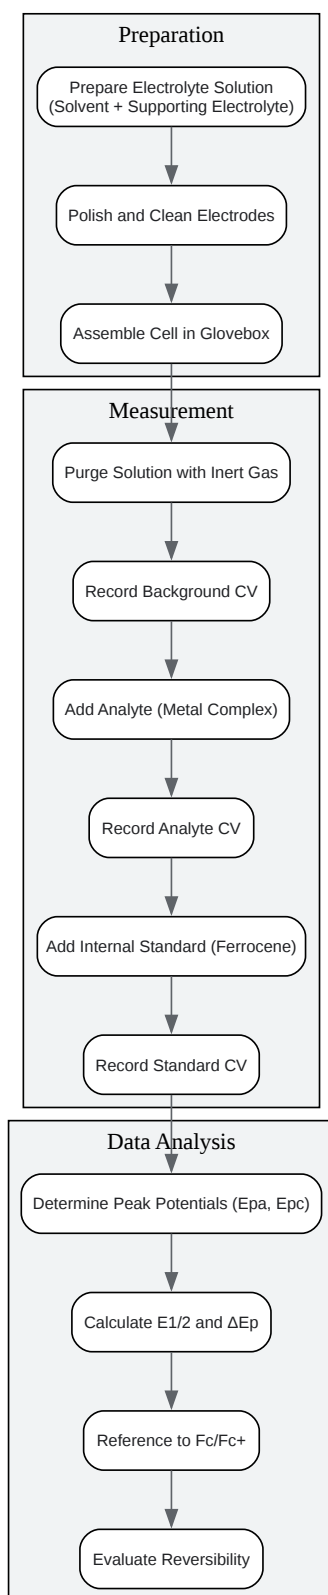 Preparation
Prepare Electrolyte Solution
(Solvent + Supporting Electrolyte)
Polish and Clean Electrodes
Assemble Cell in Glovebox
Measurement
Purge Solution with Inert Gas
Record Background CV
Add Analyte (Metal Complex)
Record Analyte CV
Add Internal Standard (Ferrocene)
Record Standard CV
Data Analysis
Determine Peak Potentials (Epa, Epc)
Calculate E1/2 and ΔEp
Reference to Fc/Fc+
Evaluate Reversibility